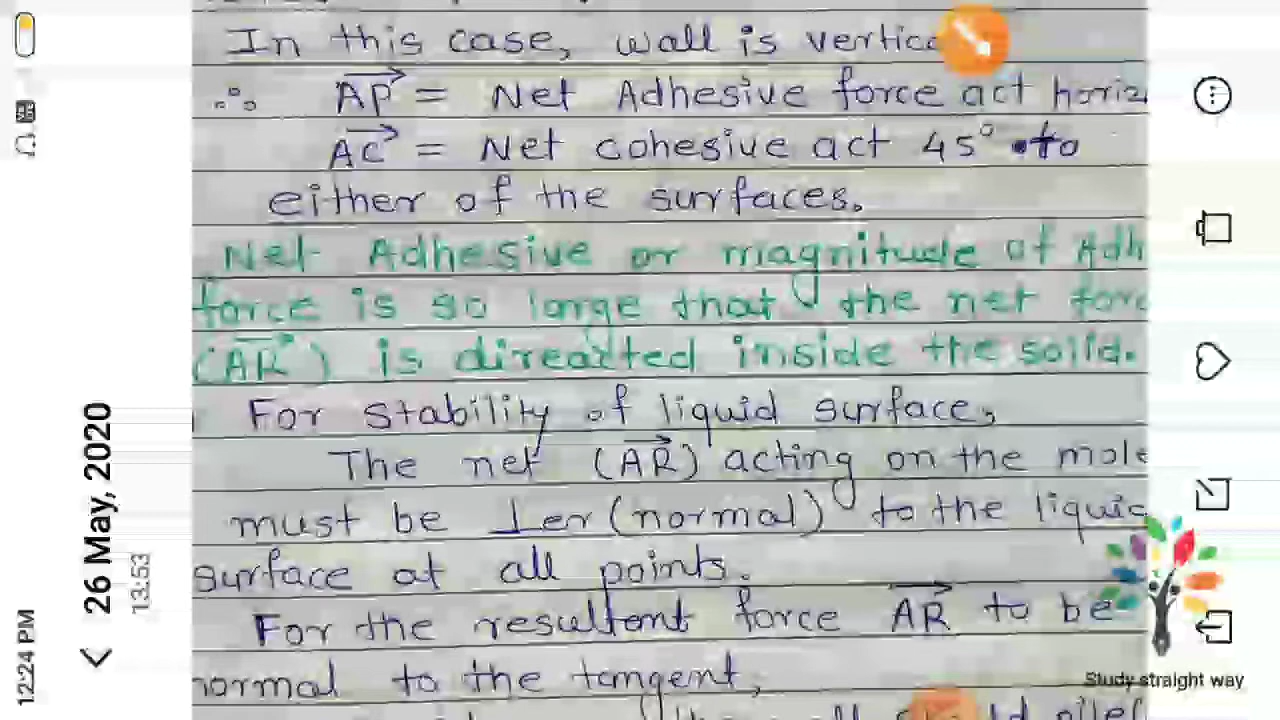 In this case, wall is vertica
∴ AP = Net Adhesive force act horiz
AC = Net cohesive act 45° to
either of the surfaces.
Net Adhesive or magnitude of Adh
force is so large that the net forc
(AR) is direacted inside the solid.
For stability of liquid surface,
The net (AR) acting on the mole
must be ⊥er (normal) to the liquid
surface at all points.
For the resultant force AR to be
normal to the tangent,
26 May, 2020
13:53
12:24 PM
Study straight way